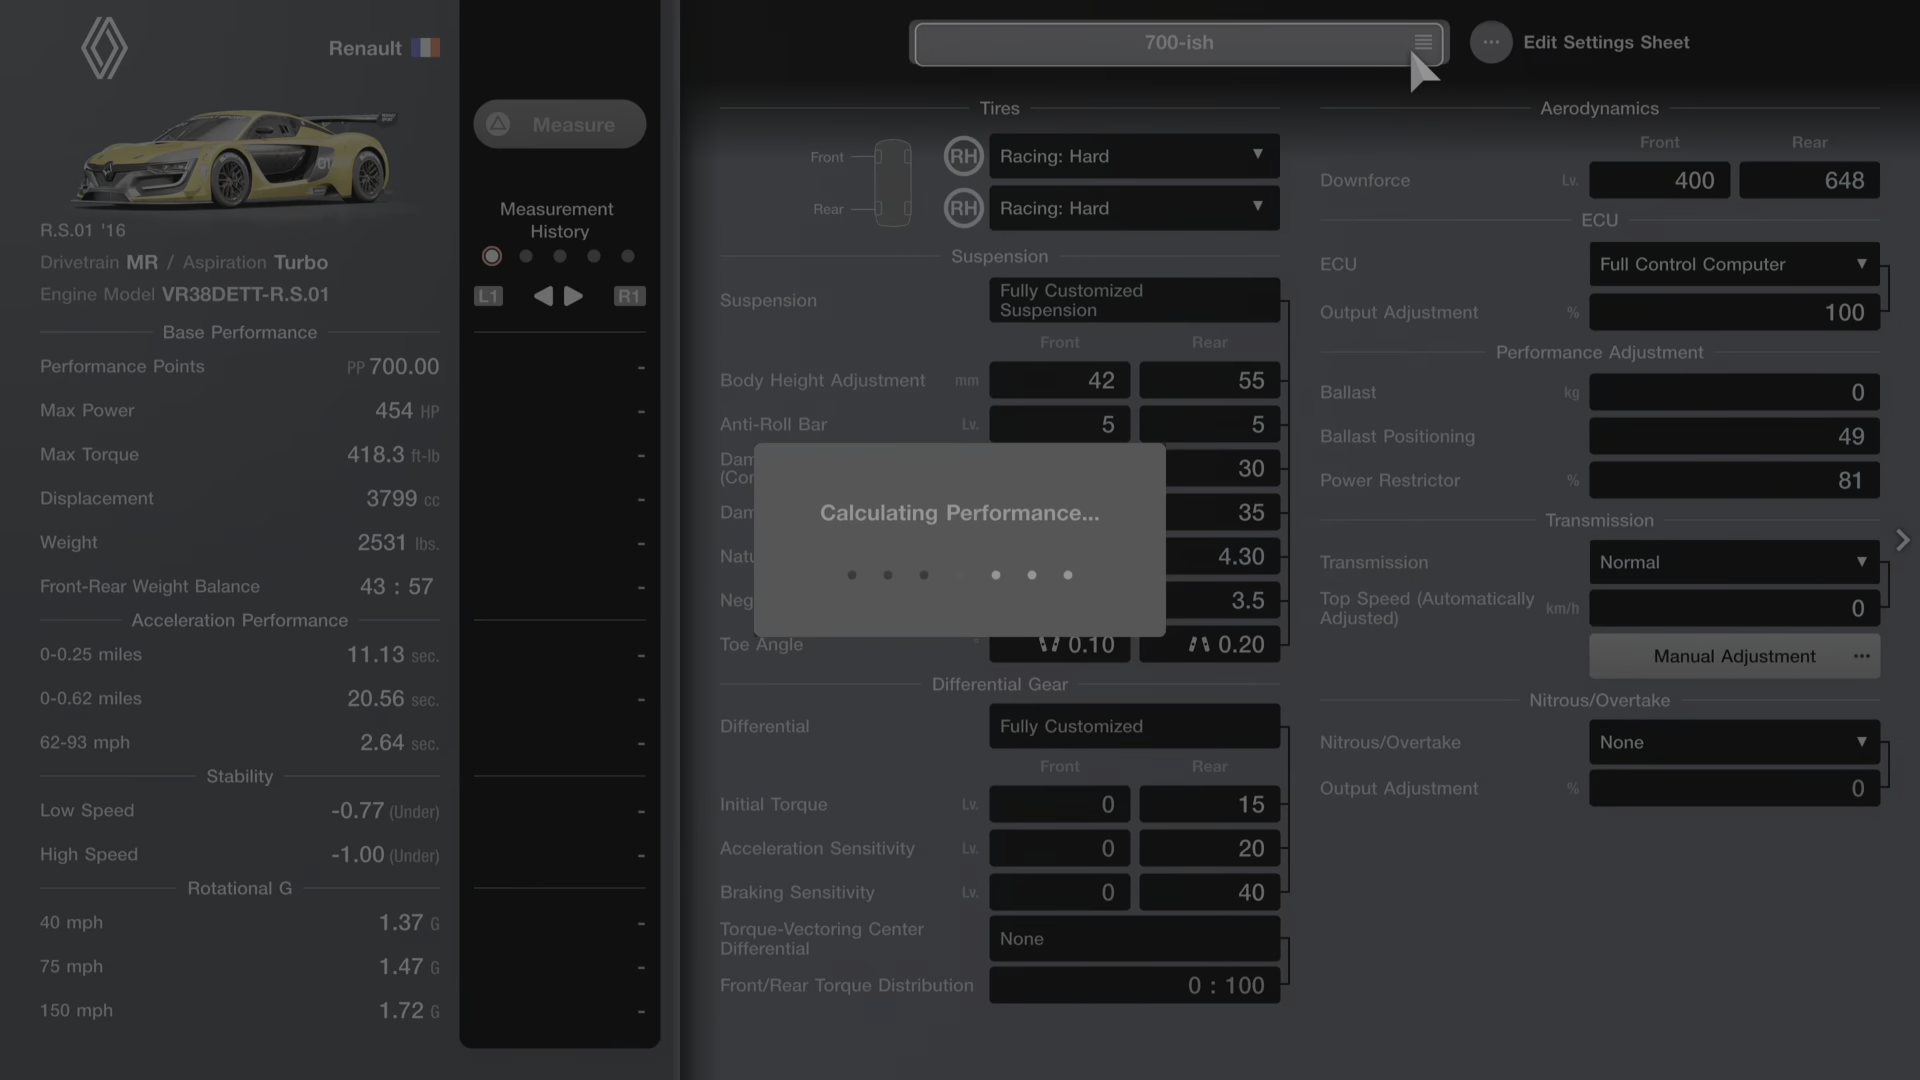 Renault
R.S.01 '16
Drivetrain MR / Aspiration Turbo
Engine Model VR38DETT-R.S.01
Base Performance
Performance Points PP 700.00
Max Power 454 HP
Max Torque 418.3 ft-lb
Displacement 3799 cc
Weight 2531 lbs.
Front-Rear Weight Balance 43 : 57
Acceleration Performance
0-0.25 miles 11.13 sec.
0-0.62 miles 20.56 sec.
62-93 mph 2.64 sec.
Stability
Low Speed -0.77 (Under)
High Speed -1.00 (Under)
Rotational G
40 mph 1.37 G
75 mph 1.47 G
150 mph 1.72 G
Measure
Measurement
History
L1 R1
-
-
-
-
-
-
-
-
-
-
-
-
-
-
700-ish
Edit Settings Sheet
Tires
Front RH Racing: Hard
Rear RH Racing: Hard
Suspension
Suspension Fully Customized
Suspension
Front Rear
Body Height Adjustment mm 42 55
Anti-Roll Bar Lv. 5 5
30
35
4.30
3.5
Toe Angle ° 0.10 0.20
Calculating Performance...
Differential Gear
Differential Fully Customized
Front Rear
Initial Torque Lv. 0 15
Acceleration Sensitivity Lv. 0 20
Braking Sensitivity Lv. 0 40
Torque-Vectoring Center
Differential None
Front/Rear Torque Distribution 0 : 100
Aerodynamics
Front Rear
Downforce Lv. 400 648
ECU
ECU Full Control Computer
Output Adjustment % 100
Performance Adjustment
Ballast kg 0
Ballast Positioning 49
Power Restrictor % 81
Transmission
Transmission Normal
Top Speed (Automatically
Adjusted) km/h 0
Manual Adjustment ...
Nitrous/Overtake
Nitrous/Overtake None
Output Adjustment % 0